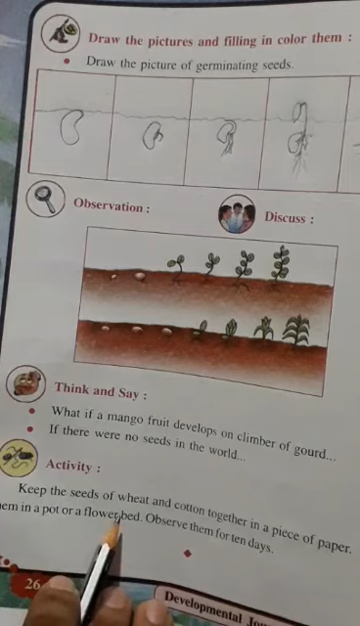 Draw the pictures and filling in color them :
Draw the picture of germinating seeds.
Observation :
Discuss :
Think and Say :
What if a mango fruit develops on climber of gourd...
If there were no seeds in the world...
Activity :
Keep the seeds of wheat and cotton together in a piece of paper.
em in a pot or a flower bed. Observe them for ten days.
26
Developmental